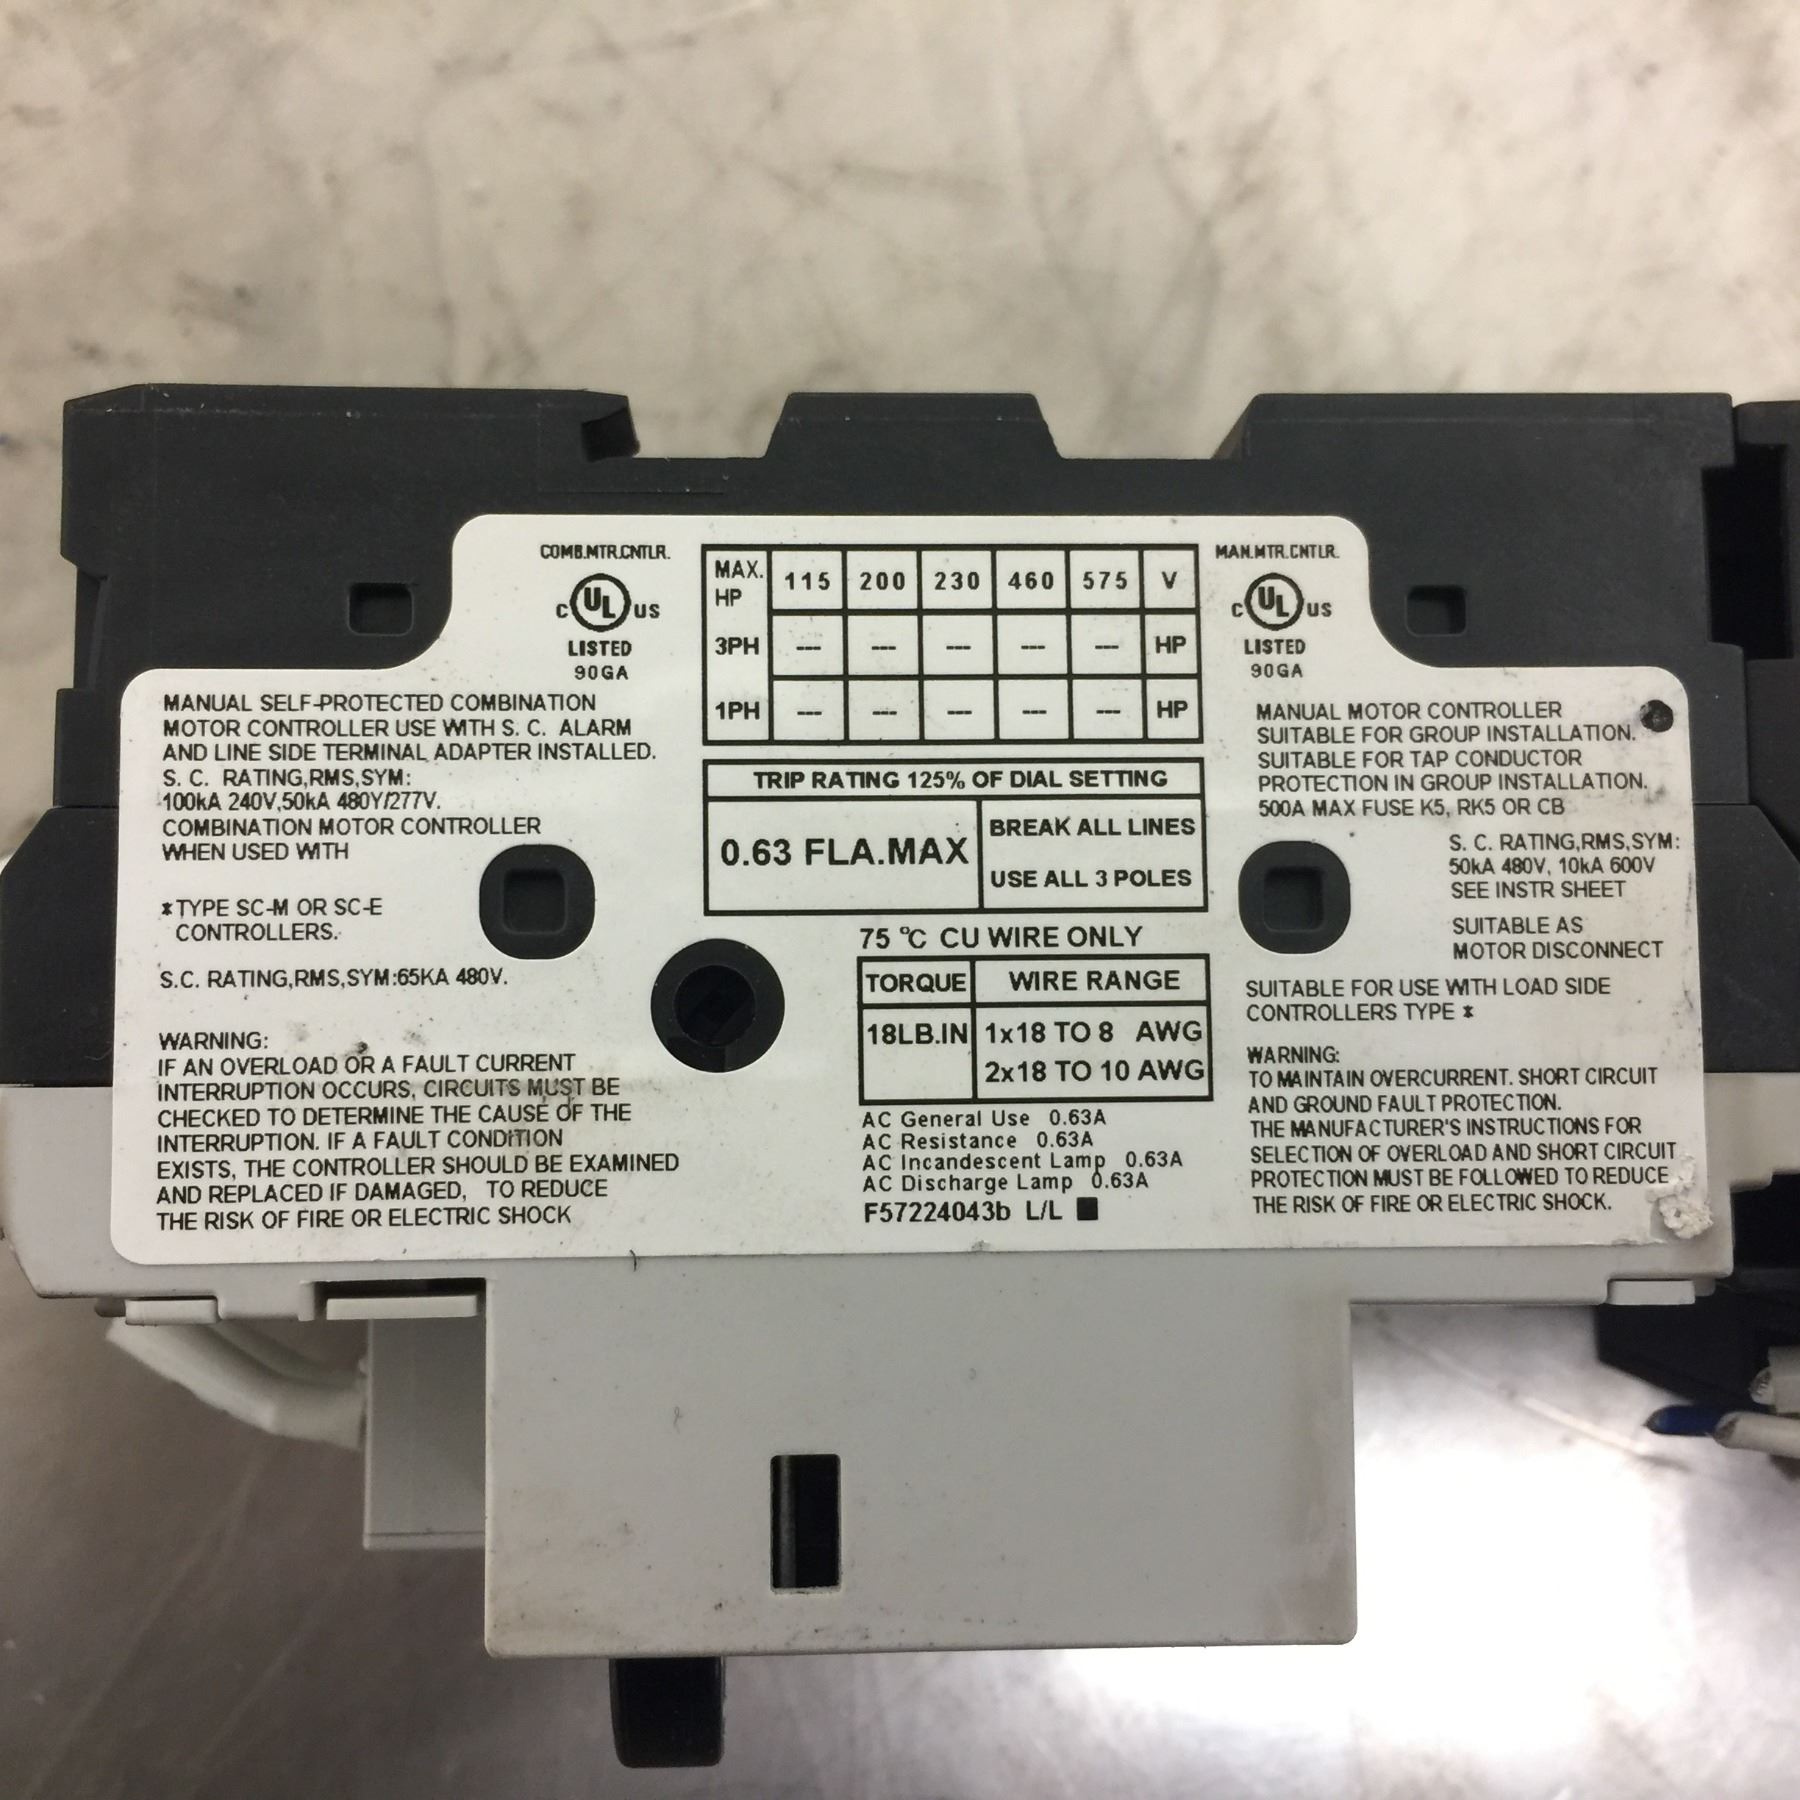 COMB.MTR.CNTLR.
C UL US
LISTED
90GA
MANUAL SELF-PROTECTED COMBINATION
MOTOR CONTROLLER USE WITH S. C. ALARM
AND LINE SIDE TERMINAL ADAPTER INSTALLED.
S. C. RATING,RMS,SYM:
100kA 240V,50kA 480Y/277V.
COMBINATION MOTOR CONTROLLER
WHEN USED WITH
*TYPE SC-M OR SC-E
CONTROLLERS.
S.C. RATING,RMS,SYM:65KA 480V.
WARNING:
IF AN OVERLOAD OR A FAULT CURRENT
INTERRUPTION OCCURS, CIRCUITS MUST BE
CHECKED TO DETERMINE THE CAUSE OF THE
INTERRUPTION. IF A FAULT CONDITION
EXISTS, THE CONTROLLER SHOULD BE EXAMINED
AND REPLACED IF DAMAGED, TO REDUCE
THE RISK OF FIRE OR ELECTRIC SHOCK
MAX. HP 115 200 230 460 575 V
3PH --- --- --- --- --- HP
1PH --- --- --- --- --- HP
TRIP RATING 125% OF DIAL SETTING
0.63 FLA.MAX
BREAK ALL LINES
USE ALL 3 POLES
75 °C CU WIRE ONLY
TORQUE WIRE RANGE
18LB.IN 1x18 TO 8 AWG
2x18 TO 10 AWG
AC General Use 0.63A
AC Resistance 0.63A
AC Incandescent Lamp 0.63A
AC Discharge Lamp 0.63A
F57224043b L/L ■
MAN.MTR.CNTLR.
C UL US
LISTED
90GA
MANUAL MOTOR CONTROLLER
SUITABLE FOR GROUP INSTALLATION.
SUITABLE FOR TAP CONDUCTOR
PROTECTION IN GROUP INSTALLATION.
500A MAX FUSE K5, RK5 OR CB
S. C. RATING,RMS,SYM:
50kA 480V, 10kA 600V
SEE INSTR SHEET
SUITABLE AS
MOTOR DISCONNECT
SUITABLE FOR USE WITH LOAD SIDE
CONTROLLERS TYPE *
WARNING:
TO MAINTAIN OVERCURRENT. SHORT CIRCUIT
AND GROUND FAULT PROTECTION.
THE MANUFACTURER'S INSTRUCTIONS FOR
SELECTION OF OVERLOAD AND SHORT CIRCUIT
PROTECTION MUST BE FOLLOWED TO REDUCE
THE RISK OF FIRE OR ELECTRIC SHOCK.